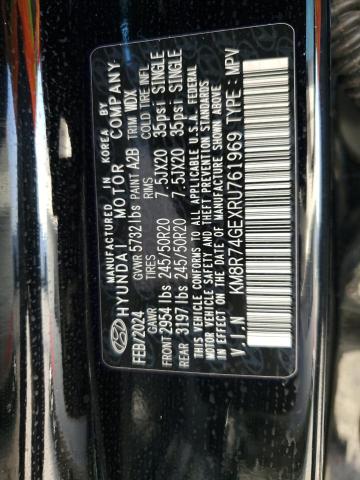 MANUFACTURED IN KOREA BY
HYUNDAI MOTOR COMPANY
FEB/2024 GVWR 5732 lbs PAINT A2B TRIM MDX
GAWR TIRES RIMS COLD TIRE INFL
FRONT 2954 lbs 245/50R20 7.5JX20 35psi SINGLE
REAR 3197 lbs 245/50R20 7.5JX20 35psi SINGLE
THIS VEHICLE CONFORMS TO ALL APPLICABLE U.S.A. FEDERAL
MOTOR VEHICLE SAFETY AND THEFT PREVENTION STANDARDS
IN EFFECT ON THE DATE OF MANUFACTURE SHOWN ABOVE
V.I.N KM8R74GEXRU761969 TYPE : MPV